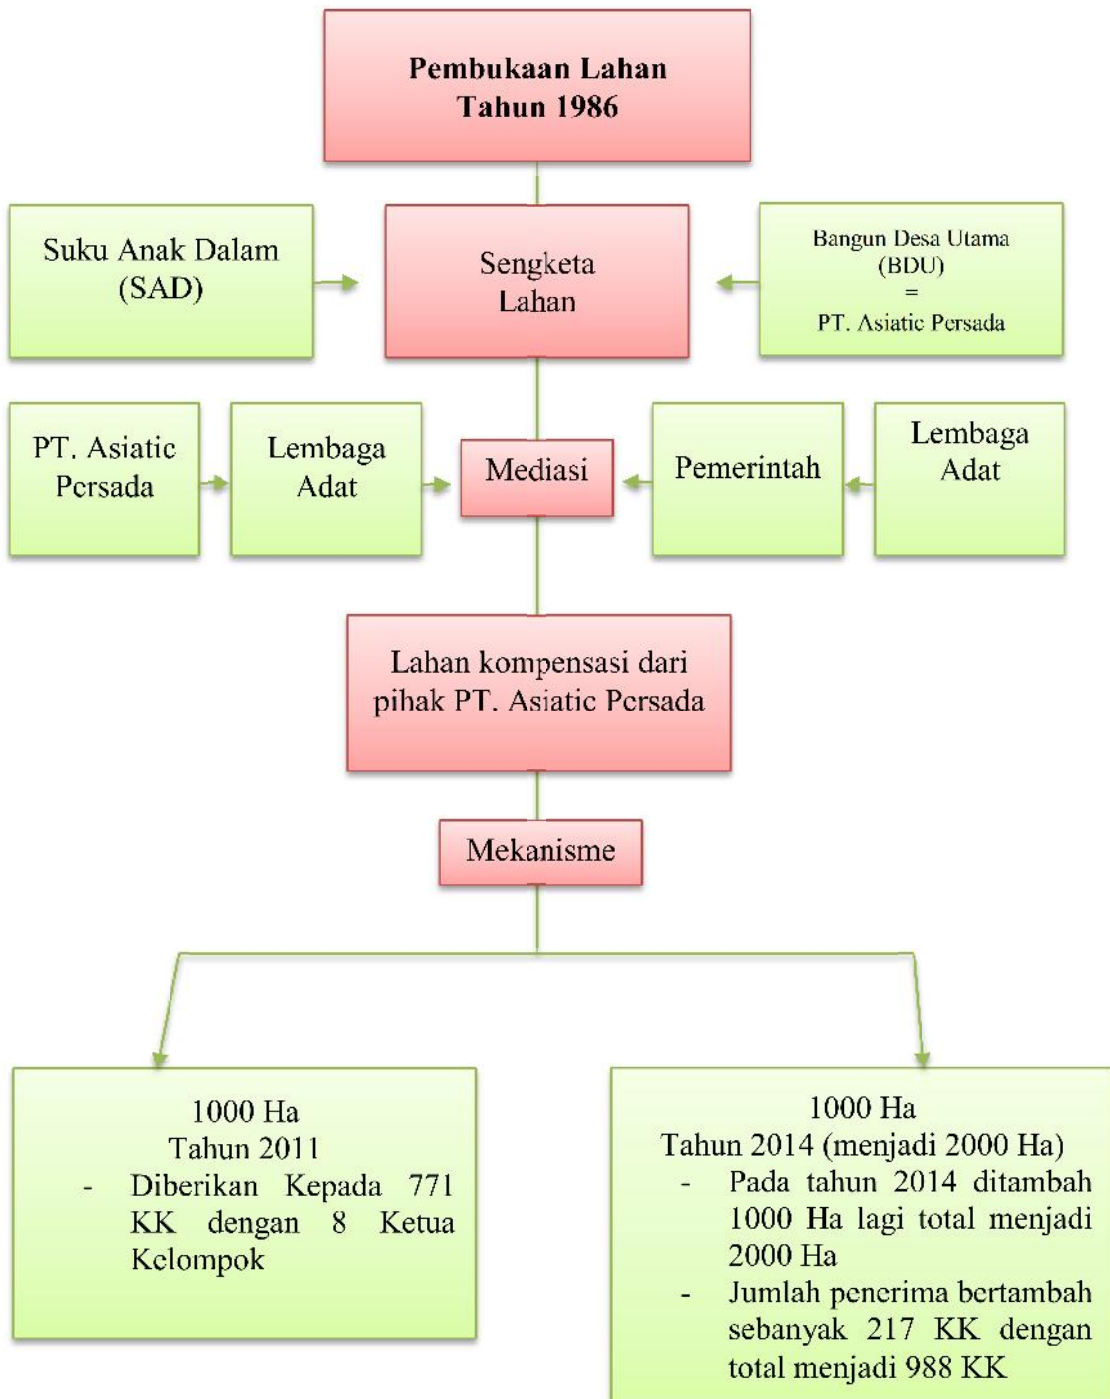 Pembukaan Lahan
Tahun 1986
Suku Anak Dalam
(SAD)
Sengketa
Lahan
Bangun Desa Utama
(BDU)
=
PT. Asiatic Persada
PT. Asiatic
Persada
Lembaga
Adat
Mediasi
Pemerintah
Lembaga
Adat
Lahan kompensasi dari
pihak PT. Asiatic Persada
Mekanisme
1000 Ha
Tahun 2011
- Diberikan Kepada 771
KK dengan 8 Ketua
Kelompok
1000 Ha
Tahun 2014 (menjadi 2000 Ha)
- Pada tahun 2014 ditambah
1000 Ha lagi total menjadi
2000 Ha
- Jumlah penerima bertambah
sebanyak 217 KK dengan
total menjadi 988 KK